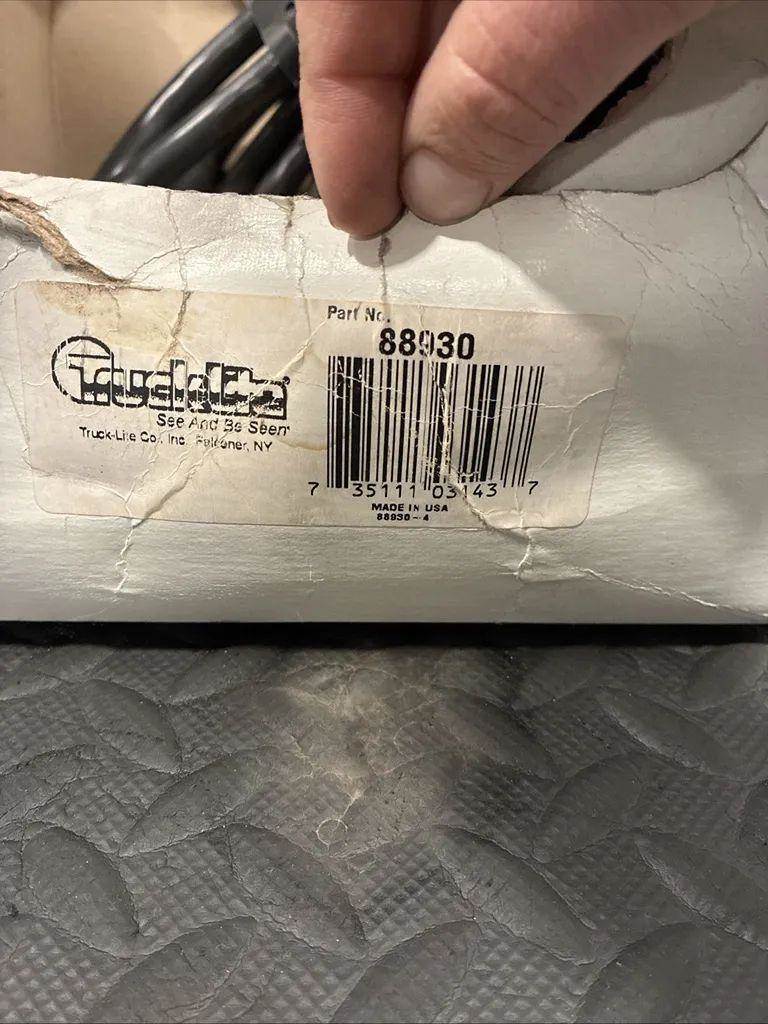 Part No.
88930
Truck-Lite®
See And Be Seen®
Truck-Lite Co., Inc. Falconer, NY
7 35111 03143 7
MADE IN USA
88930-4